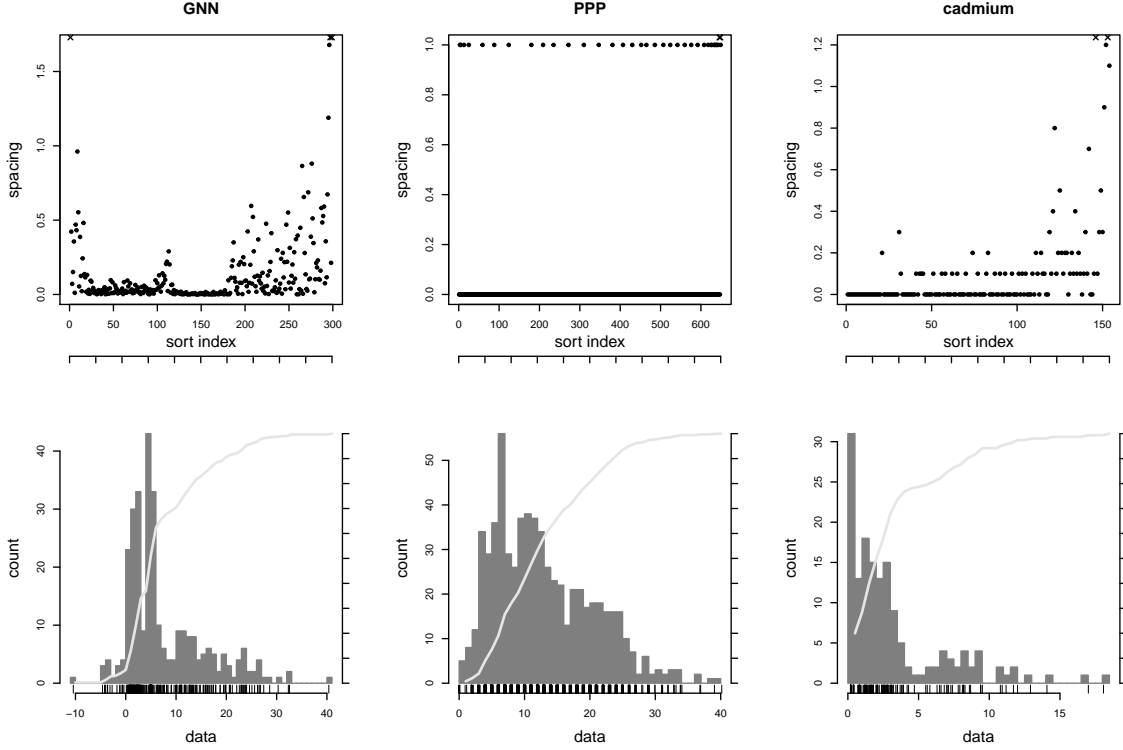 GNN
PPP
cadmium
spacing
0.0 0.5 1.0 1.5
0 50 100 150 200 250 300
sort index
spacing
0.0 0.2 0.4 0.6 0.8 1.0
0 100 200 300 400 500 600
sort index
spacing
0.0 0.2 0.4 0.6 0.8 1.0 1.2
0 50 100 150
sort index
count
0 10 20 30 40
−10 0 10 20 30 40
data
count
0 10 20 30 40 50
0 10 20 30 40
data
count
0 5 10 15 20 25 30
0 5 10 15
data